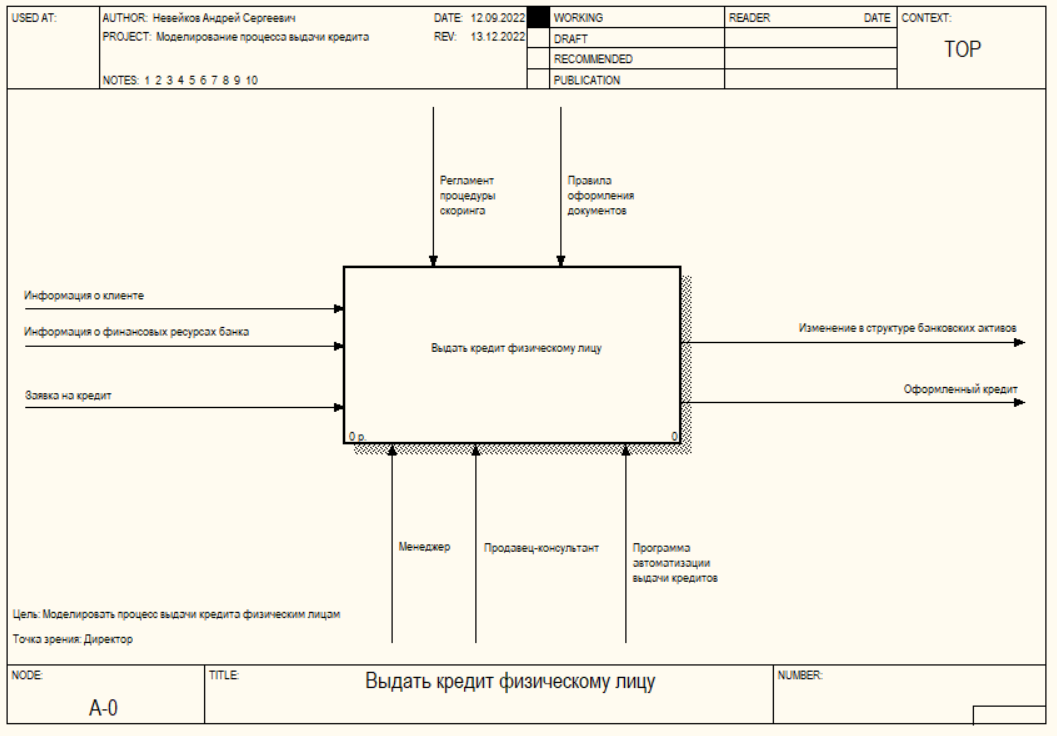 USED AT:
AUTHOR: Невейков Андрей Сергеевич
DATE: 12.09.2022
PROJECT: Моделирование процесса выдачи кредита
REV: 13.12.2022
NOTES: 1 2 3 4 5 6 7 8 9 10
WORKING
DRAFT
RECOMMENDED
PUBLICATION
READER
DATE
CONTEXT:
TOP
Регламент
процедуры
скоринга
Правила
оформления
документов
Информация о клиенте
Информация о финансовых ресурсах банка
Заявка на кредит
Выдать кредит физическому лицу
0 р.
0
Изменение в структуре банковских активов
Оформленный кредит
Менеджер
Продавец-консультант
Программа
автоматизации
выдачи кредитов
Цель: Моделировать процесс выдачи кредита физическим лицам
Точка зрения: Директор
NODE:
A-0
TITLE:
Выдать кредит физическому лицу
NUMBER: